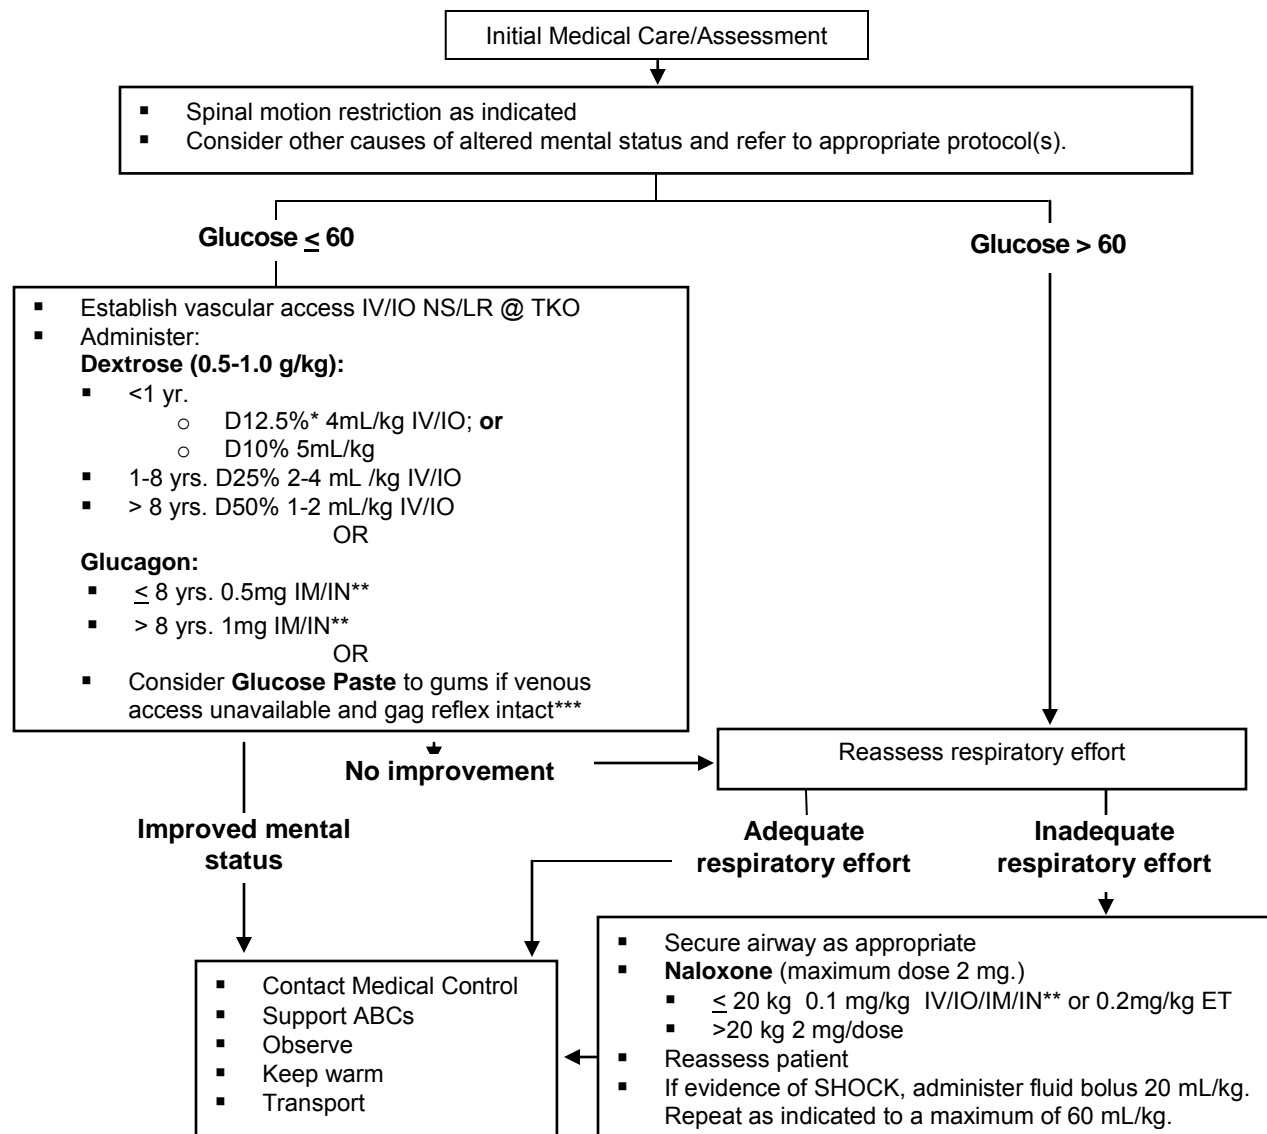 Initial Medical Care/Assessment
▪ Spinal motion restriction as indicated
▪ Consider other causes of altered mental status and refer to appropriate protocol(s).
Glucose ≤ 60
Glucose > 60
▪ Establish vascular access IV/IO NS/LR @ TKO
▪ Administer:
Dextrose (0.5-1.0 g/kg):
▪ <1 yr.
○ D12.5%* 4mL/kg IV/IO; or
○ D10% 5mL/kg
▪ 1-8 yrs. D25% 2-4 mL /kg IV/IO
▪ > 8 yrs. D50% 1-2 mL/kg IV/IO
OR
Glucagon:
▪ ≤ 8 yrs. 0.5mg IM/IN**
▪ > 8 yrs. 1mg IM/IN**
OR
▪ Consider Glucose Paste to gums if venous
access unavailable and gag reflex intact***
No improvement
Reassess respiratory effort
Improved mental
status
Adequate
respiratory effort
Inadequate
respiratory effort
▪ Contact Medical Control
▪ Support ABCs
▪ Observe
▪ Keep warm
▪ Transport
▪ Secure airway as appropriate
▪ Naloxone (maximum dose 2 mg.)
▪ ≤ 20 kg 0.1 mg/kg IV/IO/IM/IN** or 0.2mg/kg ET
▪ >20 kg 2 mg/dose
▪ Reassess patient
▪ If evidence of SHOCK, administer fluid bolus 20 mL/kg.
Repeat as indicated to a maximum of 60 mL/kg.